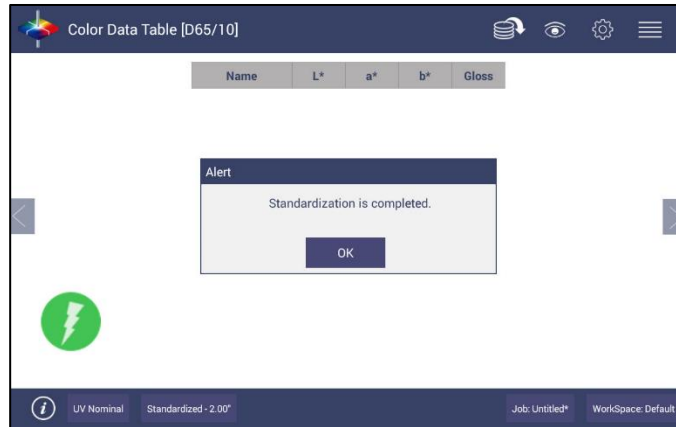 Color Data Table [D65/10]
Name L* a* b* Gloss
Alert
Standardization is completed.
OK
i UV Nominal Standardized - 2.00" Job: Untitled* WorkSpace: Default